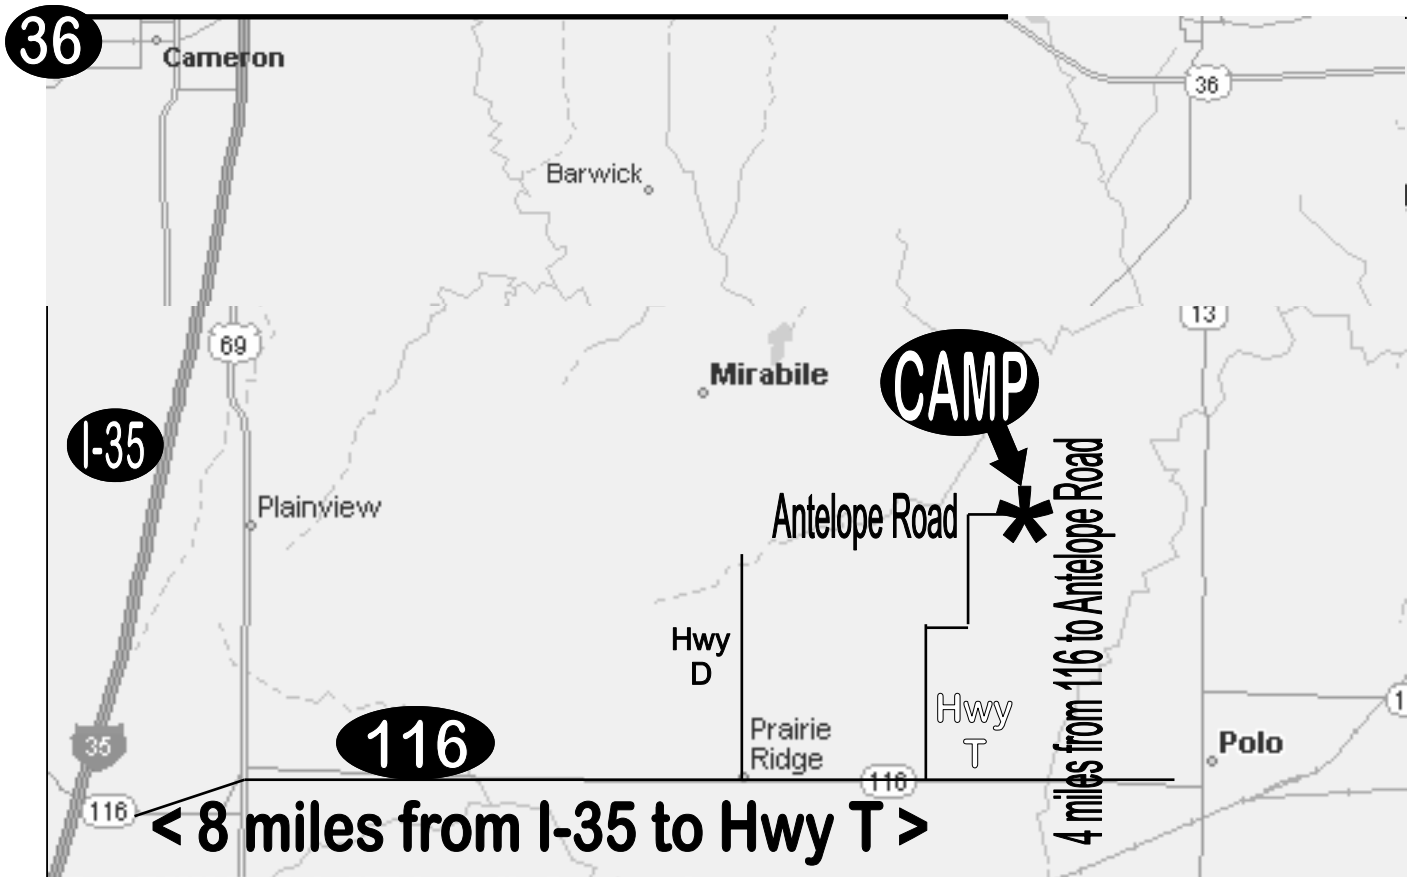 36
Cameron
36
Barwick
13
69
CAMP
Mirabile
I-35
Plainview
Antelope Road
4 miles from 116 to Antelope Road
Hwy
D
Hwy
T
116
Prairie
Ridge
35
Polo
116
116
< 8 miles from I-35 to Hwy T >